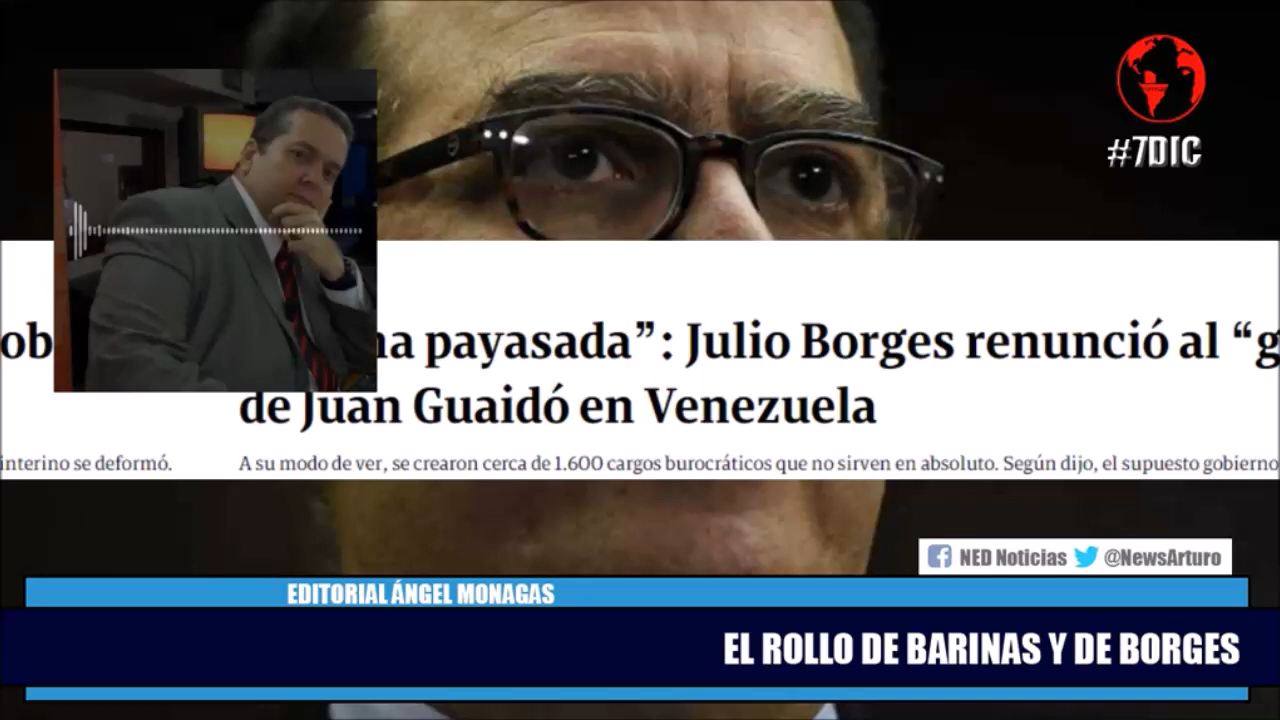 #7DIC
ob na payasada”: Julio Borges renunció al “g
de Juan Guaidó en Venezuela
interino se deformó. A su modo de ver, se crearon cerca de 1.600 cargos burocráticos que no sirven en absoluto. Según dijo, el supuesto gobierno
NED Noticias @NewsArturo
EDITORIAL ÁNGEL MONAGAS
EL ROLLO DE BARINAS Y DE BORGES